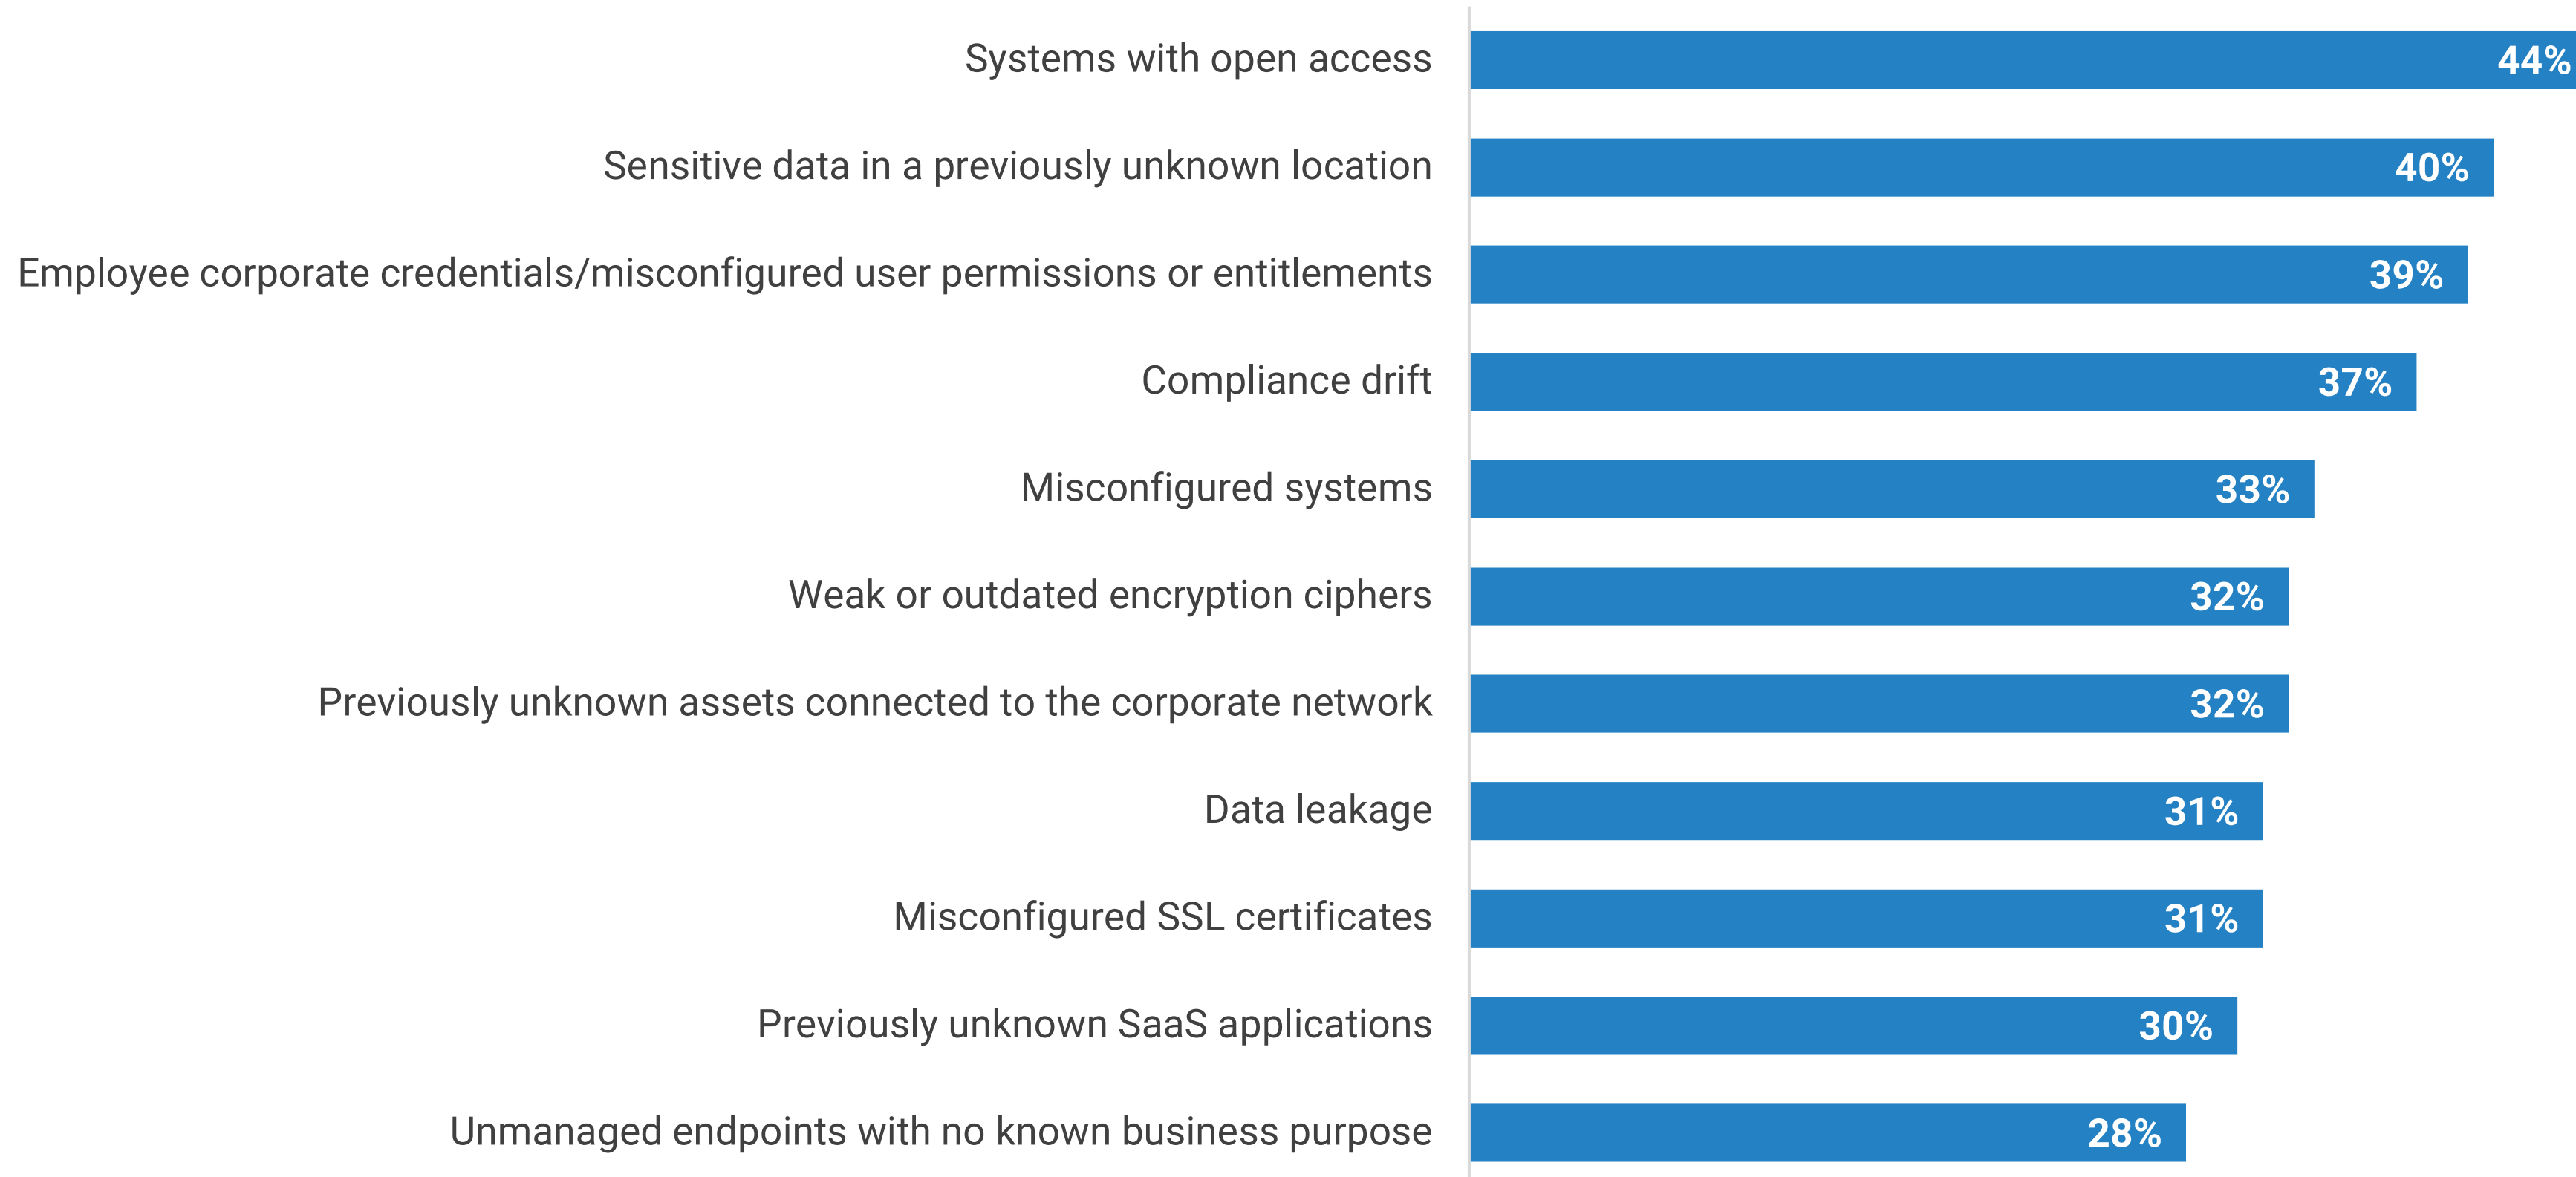 Systems with open access 44%
Sensitive data in a previously unknown location 40%
Employee corporate credentials/misconfigured user permissions or entitlements 39%
Compliance drift 37%
Misconfigured systems 33%
Weak or outdated encryption ciphers 32%
Previously unknown assets connected to the corporate network 32%
Data leakage 31%
Misconfigured SSL certificates 31%
Previously unknown SaaS applications 30%
Unmanaged endpoints with no known business purpose 28%